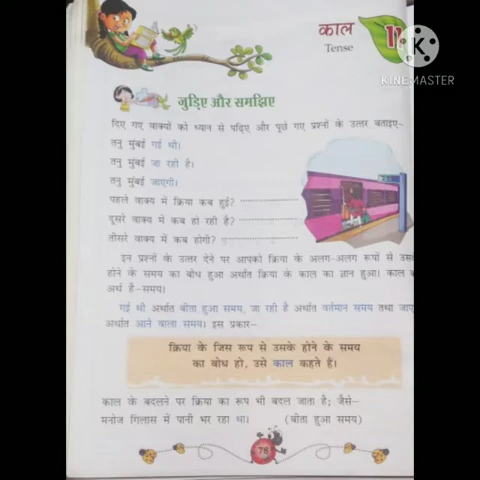 काल
Tense
11
K
KINEMASTER
जुड़िए और समझिए
दिए गए वाक्यों को ध्यान से पढ़िए और पूछे गए प्रश्नों के उत्तर बताइए–
तनु मुंबई गई थी।
तनु मुंबई जा रही है।
तनु मुंबई जाएगी।
पहले वाक्य में क्रिया कब हुई?
दूसरे वाक्य में कब हो रही है?
तीसरे वाक्य में कब होगी?
इन प्रश्नों के उत्तर देने पर आपको क्रिया के अलग-अलग रूपों से उस
होने के समय का बोध हुआ अर्थात क्रिया के काल का ज्ञान हुआ। काल
अर्थ है–समय।
गई थी अर्थात बीता हुआ समय, जा रही है अर्थात वर्तमान समय तथा जाए
अर्थात आने वाला समय। इस प्रकार–
क्रिया के जिस रूप से उसके होने के समय
का बोध हो, उसे काल कहते हैं।
काल के बदलने पर क्रिया का रूप भी बदल जाता है; जैसे–
मनोज गिलास में पानी भर रहा था। (बीता हुआ समय)
78